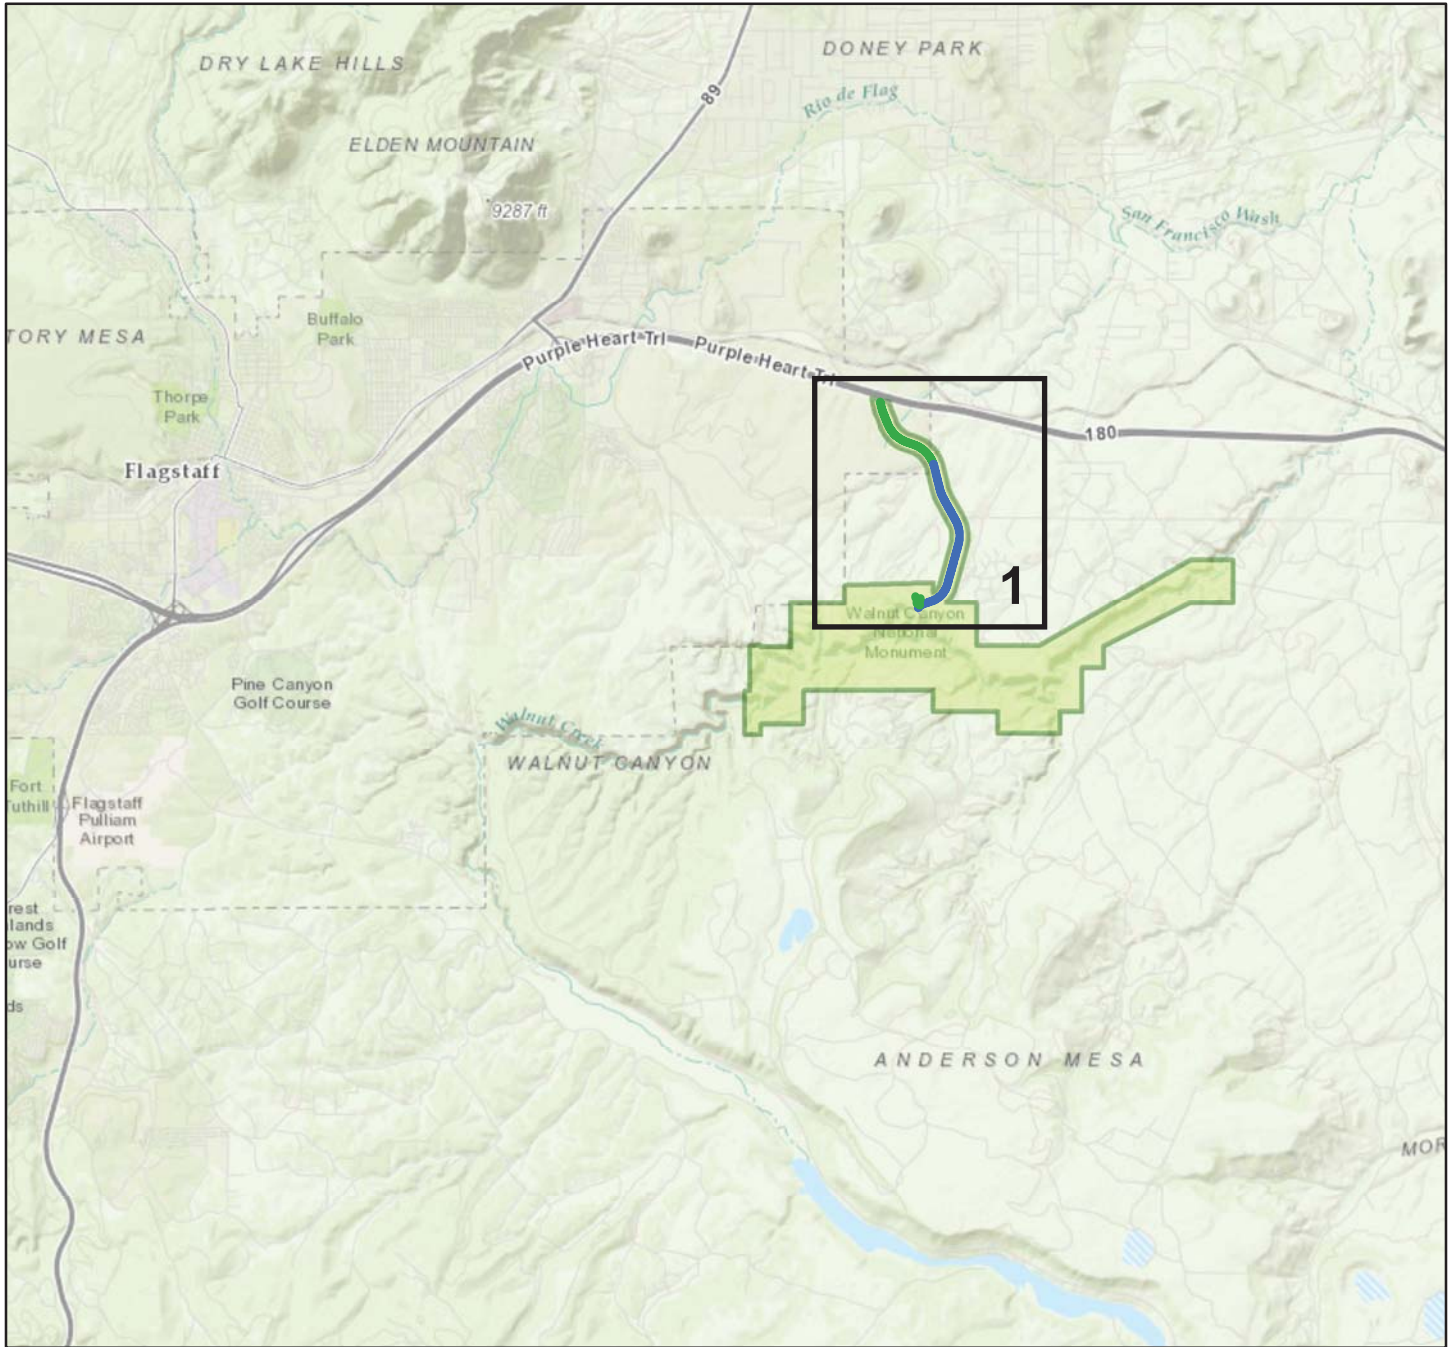 DONEY PARK
DRY LAKE HILLS
89
Rio de Flag
ELDEN MOUNTAIN
9287 ft
San Francisco Wash
Buffalo
Park
TORY MESA
Purple Heart Trl
Purple Heart Trl
Thorpe
Park
180
Flagstaff
1
Walnut Canyon
National
Monument
Pine Canyon
Golf Course
Walnut Creek
WALNUT CANYON
Fort
Tuthill
Flagstaff
Pulliam
Airport
rest
lands
ow Golf
urse
ds
ANDERSON MESA
MOR